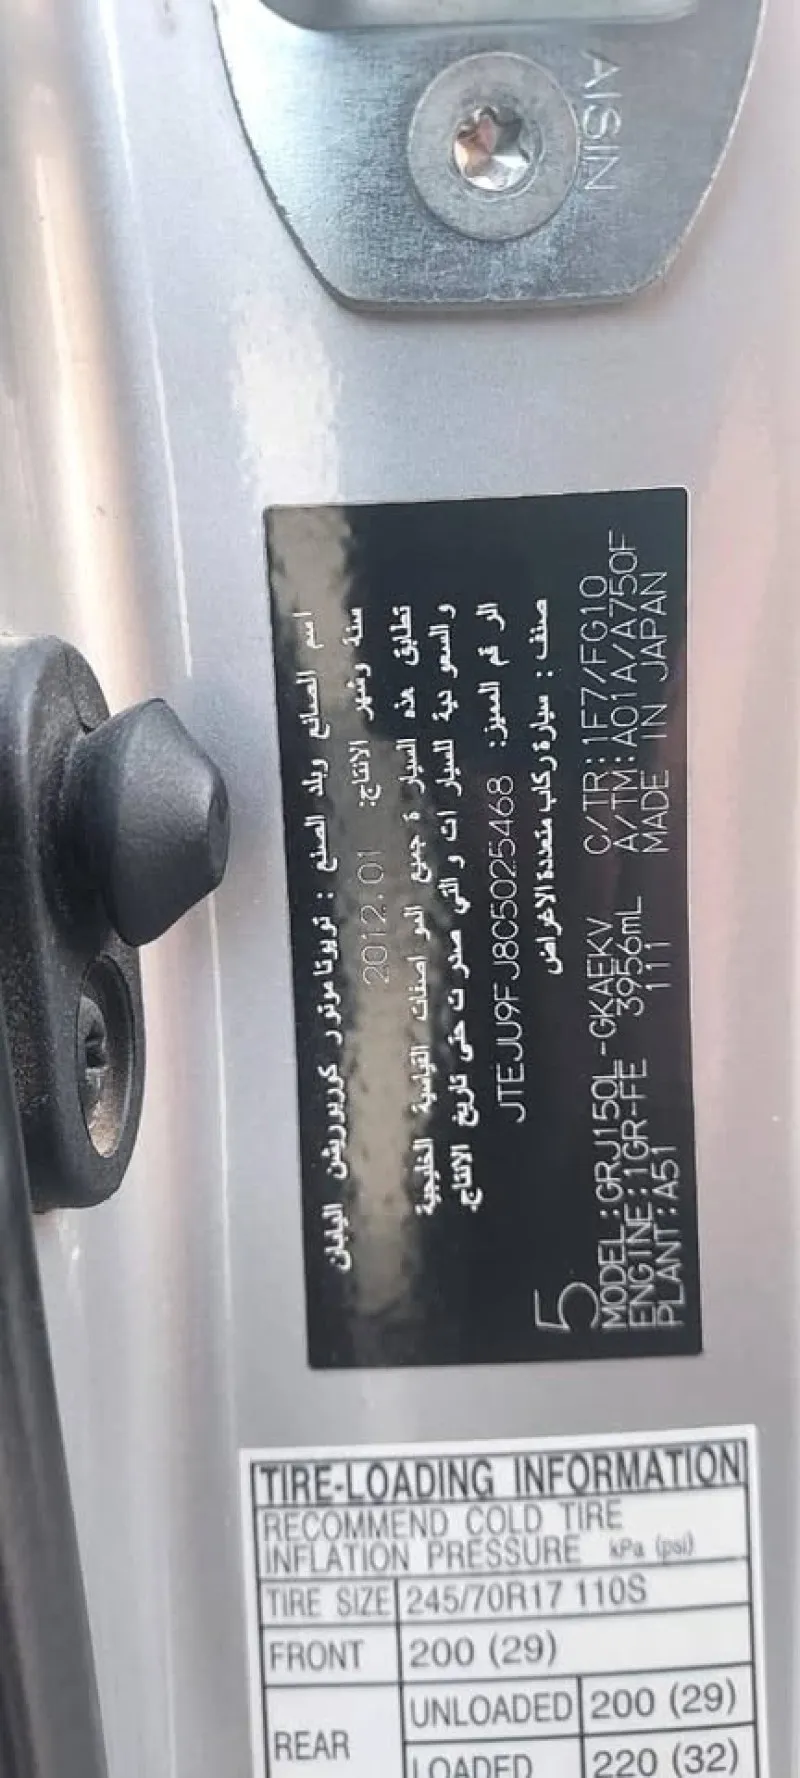 AISIN
اسم الصانع وبلد الصنع : تويوتا موتور كوربوريشن اليابان
سنة وشهر الانتاج: 2012.01
تطابق هذه السيارة جميع المواصفات القياسية الخليجية
والسعودية للسيارات والتي صدرت حتى تاريخ الانتاج.
الرقم المميز: JTEJU9FJ8C5025468
صنف : سيارة ركاب متعددة الاغراض
5
MODEL:GRJ150L-GKAEKV C/TR:1F7/FG10
ENGINE:1GR-FE 3956mL A/TM:A01A/A750F
PLANT:A51 111 MADE IN JAPAN
TIRE-LOADING INFORMATION
RECOMMEND COLD TIRE
INFLATION PRESSURE kPa (psi)
TIRE SIZE 245/70R17 110S
FRONT 200 (29)
REAR UNLOADED 200 (29)
LOADED 220 (32)